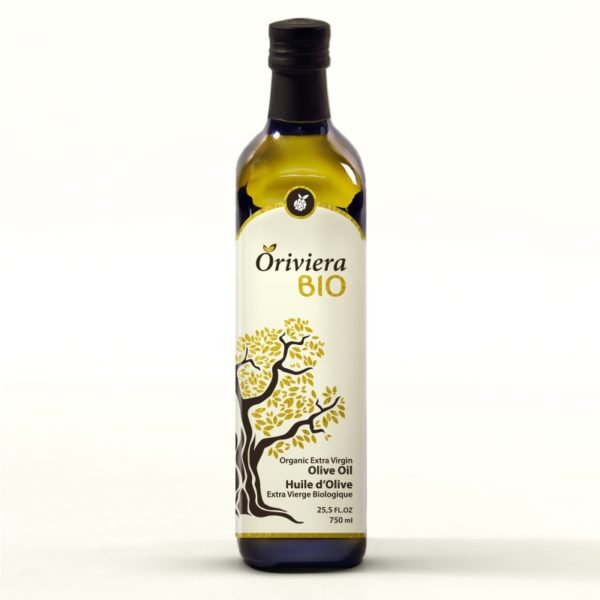 Oriviera
BIO
Organic Extra Virgin
Olive Oil
Huile d'Olive
Extra Vierge Biologique
25,5 FL.OZ
750 ml